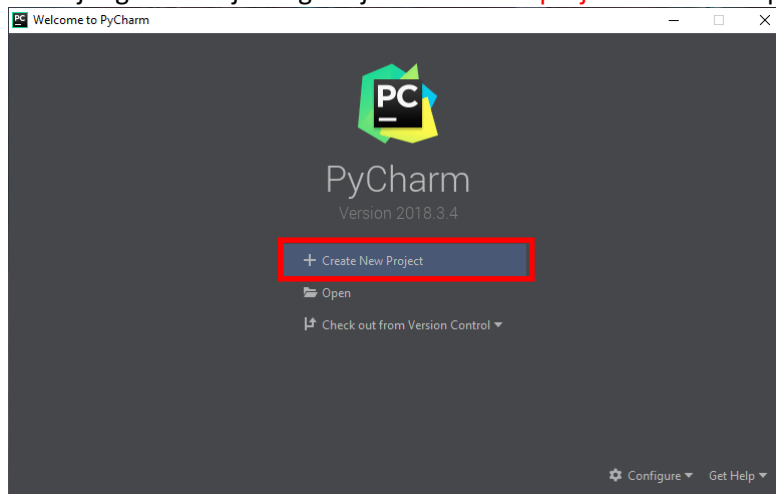 PC Welcome to PyCharm
PC
PyCharm
Version 2018.3.4
Create New Project
Open
Check out from Version Control
Configure Get Help